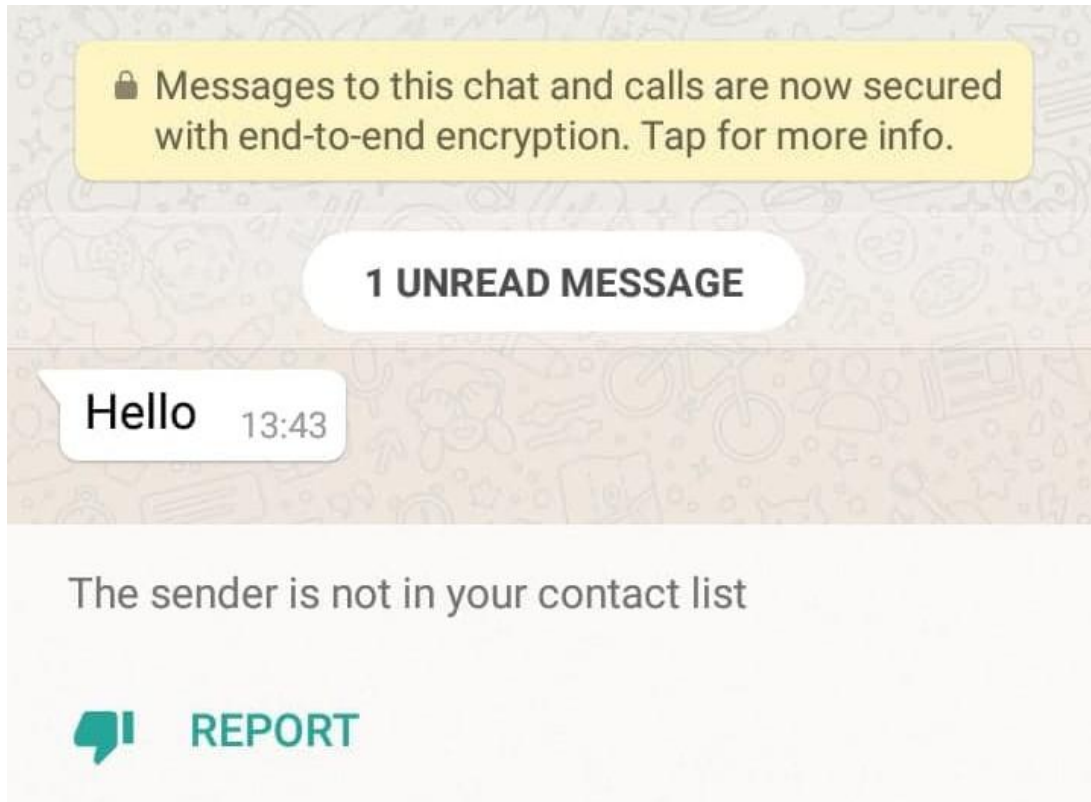 Messages to this chat and calls are now secured
with end-to-end encryption. Tap for more info.
1 UNREAD MESSAGE
Hello 13:43
The sender is not in your contact list
REPORT